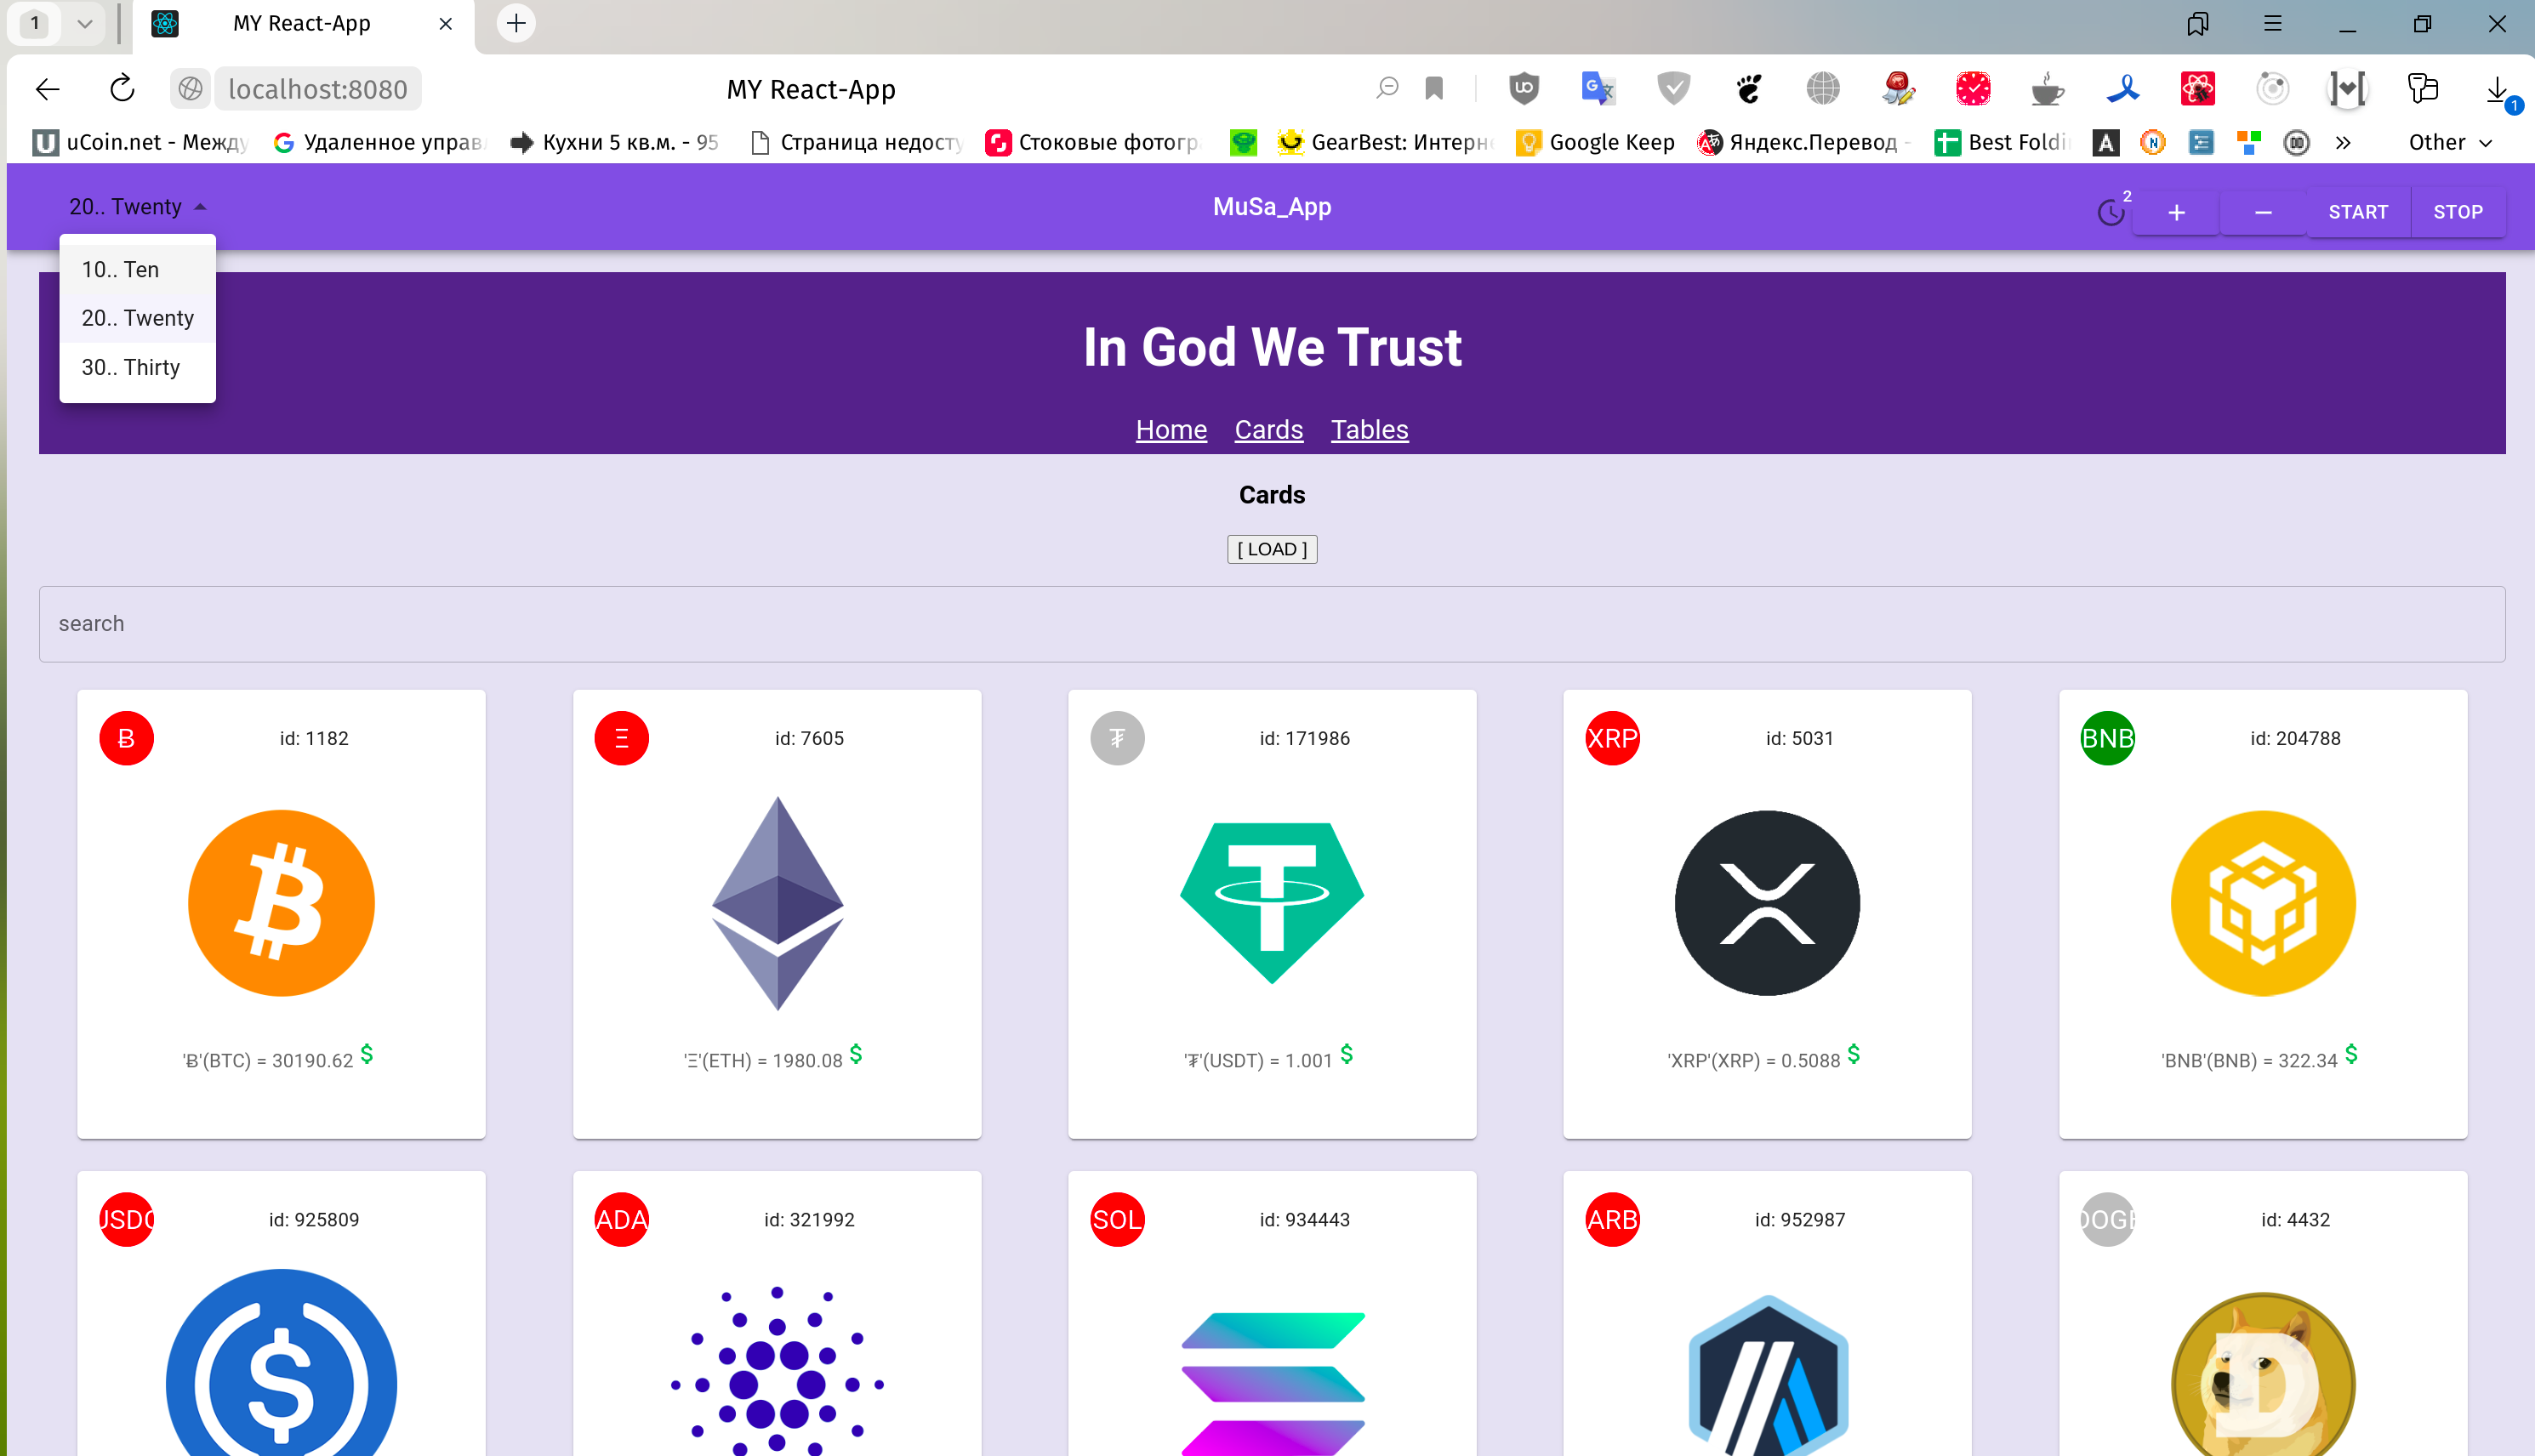 1
MY React-App
localhost:8080
MY React-App
1
uCoin.net - Между
Удаленное управ
Кухни 5 кв.м. - 95
Страница недосту
Стоковые фотогр
GearBest: Интерн
Google Keep
Яндекс.Перевод -
Best Foldi
»
Other
20.. Twenty
MuSa_App
2
+
−
START
STOP
10.. Ten
20.. Twenty
30.. Thirty
In God We Trust
Home
Cards
Tables
Cards
[ LOAD ]
search
Ƀ
id: 1182
Ξ
id: 7605
₮
id: 171986
XRP
id: 5031
BNB
id: 204788
'Ƀ'(BTC) = 30190.62 $
'Ξ'(ETH) = 1980.08 $
'₮'(USDT) = 1.001 $
'XRP'(XRP) = 0.5088 $
'BNB'(BNB) = 322.34 $
USDC
id: 925809
ADA
id: 321992
SOL
id: 934443
ARB
id: 952987
DOGE
id: 4432